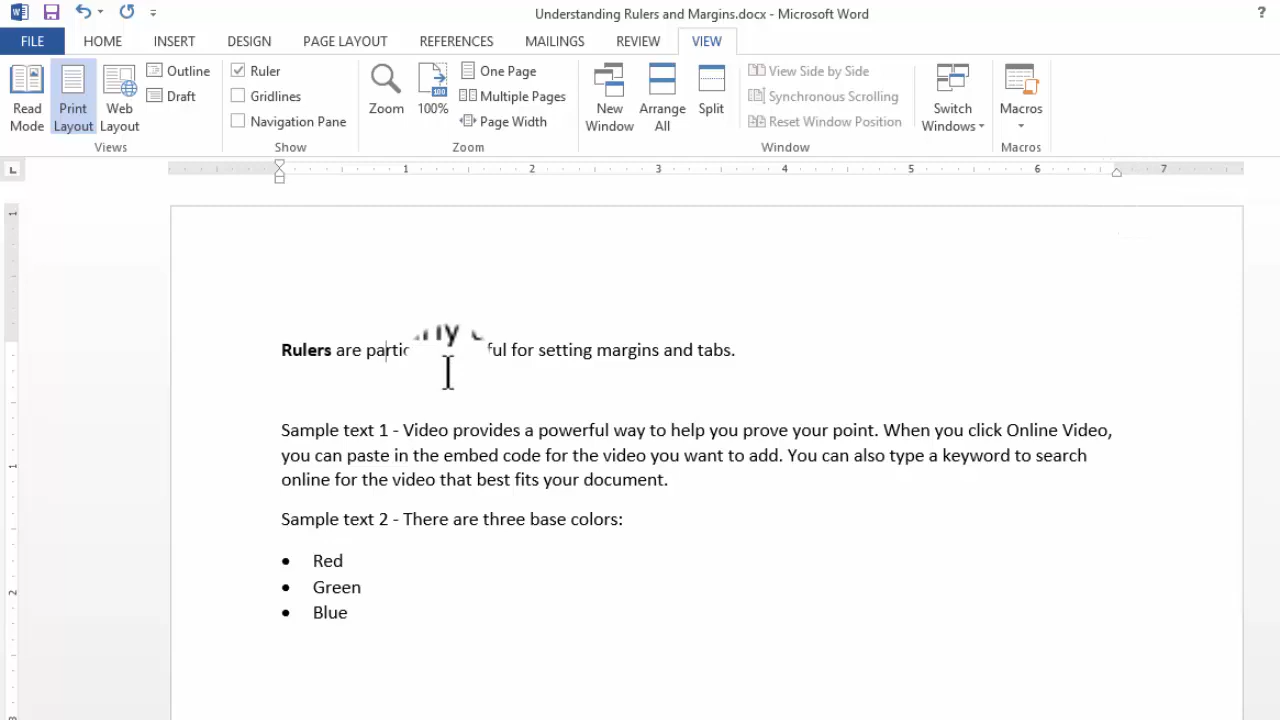 Understanding Rulers and Margins.docx - Microsoft Word ?
FILE HOME INSERT DESIGN PAGE LAYOUT REFERENCES MAILINGS REVIEW VIEW
Read Mode
Print Layout
Web Layout
Outline
Draft
Views
Ruler
Gridlines
Navigation Pane
Show
Zoom
100%
One Page
Multiple Pages
Page Width
Zoom
New Window
Arrange All
Split
View Side by Side
Synchronous Scrolling
Reset Window Position
Window
Switch Windows
Macros
Macros
1 2 3 4 5 6 7
1
1
2
Rulers are for setting margins and tabs.
Sample text 1 - Video provides a powerful way to help you prove your point. When you click Online Video,
you can paste in the embed code for the video you want to add. You can also type a keyword to search
online for the video that best fits your document.
Sample text 2 - There are three base colors:
• Red
• Green
• Blue